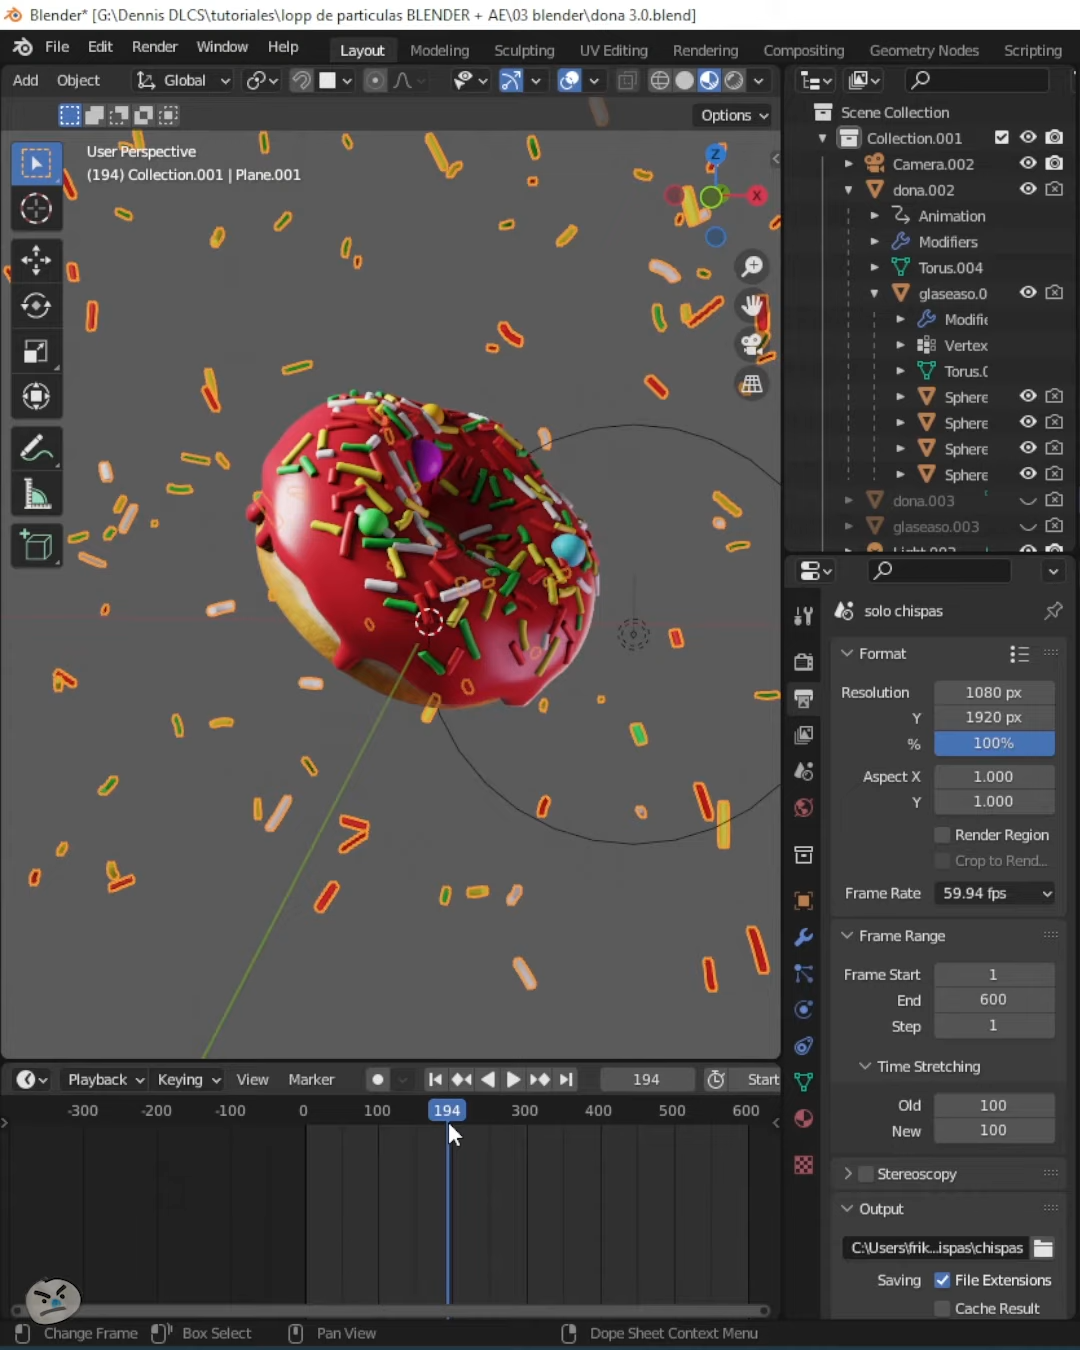 Blender* [G:\Dennis DLCS\tutoriales\lopp de particulas BLENDER + AE\03 blender\dona 3.0.blend]
File Edit Render Window Help Layout Modeling Sculpting UV Editing Rendering Compositing Geometry Nodes Scripting
Add Object Global
Options
User Perspective
(194) Collection.001 | Plane.001
Z
X
Scene Collection
Collection.001
Camera.002
dona.002
Animation
Modifiers
Torus.004
glaseaso.0
Modifie
Vertex
Torus.0
Sphere
Sphere
Sphere
Sphere
dona.003
glaseaso.003
Light.002
solo chispas
Format
Resolution 1080 px
Y 1920 px
% 100%
Aspect X 1.000
Y 1.000
Render Region
Crop to Rend...
Frame Rate 59.94 fps
Frame Range
Frame Start 1
End 600
Step 1
Time Stretching
Old 100
New 100
Stereoscopy
Output
C:\Users\frik...ispas\chispas
Saving File Extensions
Cache Result
Playback Keying View Marker 194 Start
-300 -200 -100 0 100 194 300 400 500 600
Change Frame Box Select Pan View Dope Sheet Context Menu